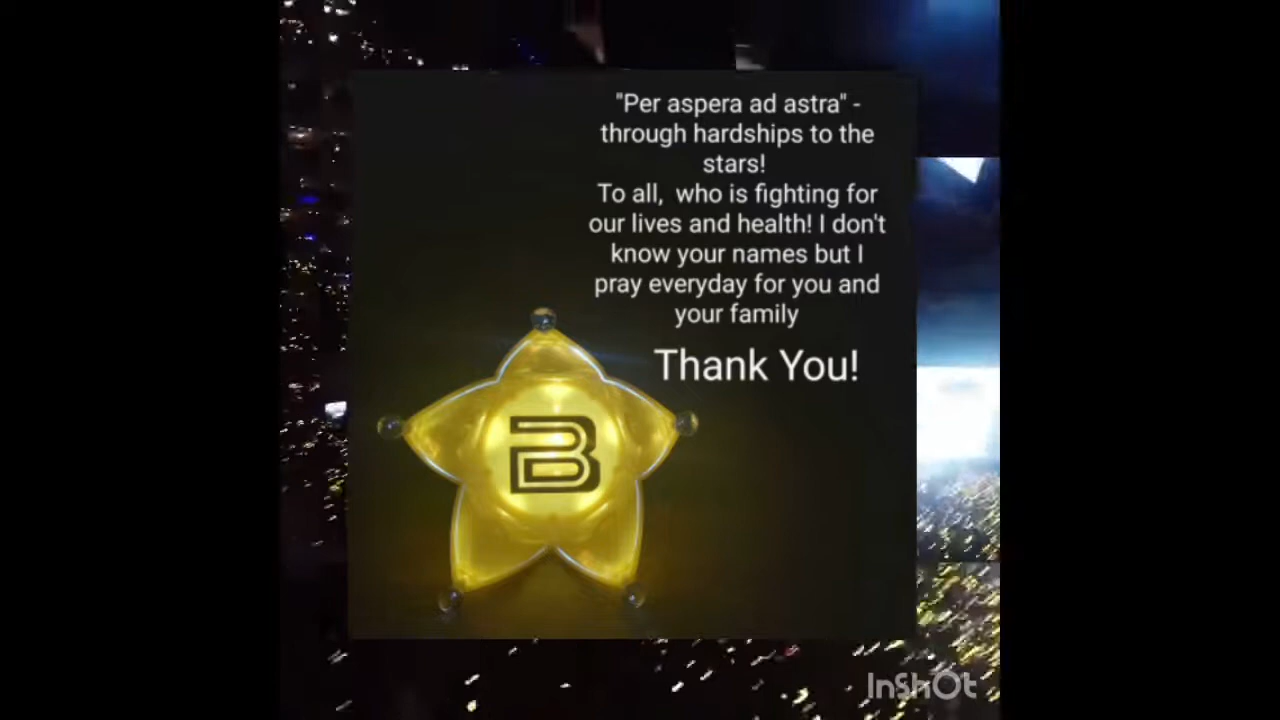 "Per aspera ad astra" -
through hardships to the
stars!
To all, who is fighting for
our lives and health! I don't
know your names but I
pray everyday for you and
your family
Thank You!
B
InShOt